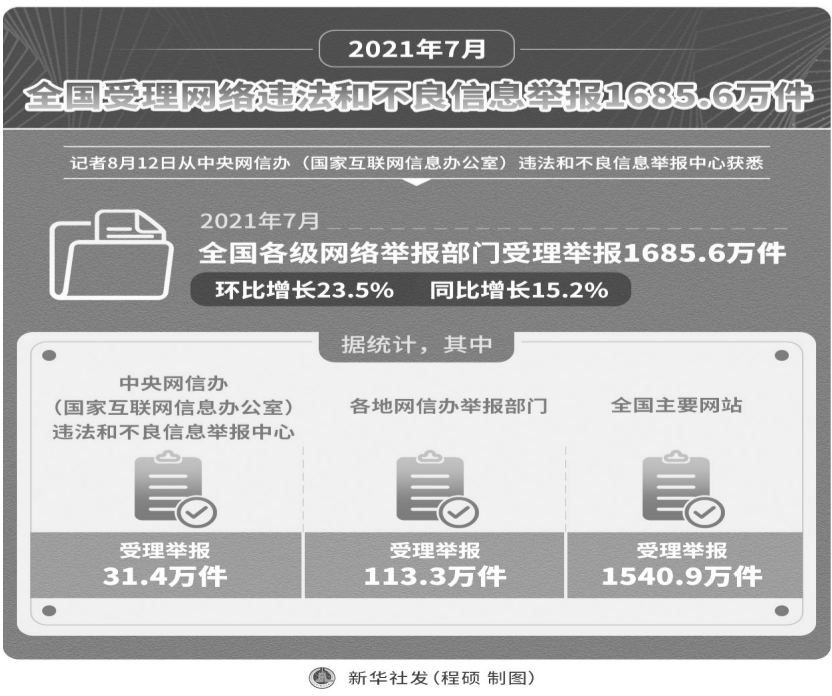 2021年7月
全国受理网络违法和不良信息举报1685.6万件
记者8月12日从中央网信办（国家互联网信息办公室）违法和不良信息举报中心获悉
2021年7月
全国各级网络举报部门受理举报1685.6万件
环比增长23.5% 同比增长15.2%
据统计，其中
中央网信办
（国家互联网信息办公室）
违法和不良信息举报中心
受理举报
31.4万件
各地网信办举报部门
受理举报
113.3万件
全国主要网站
受理举报
1540.9万件
新华社发（程硕 制图）